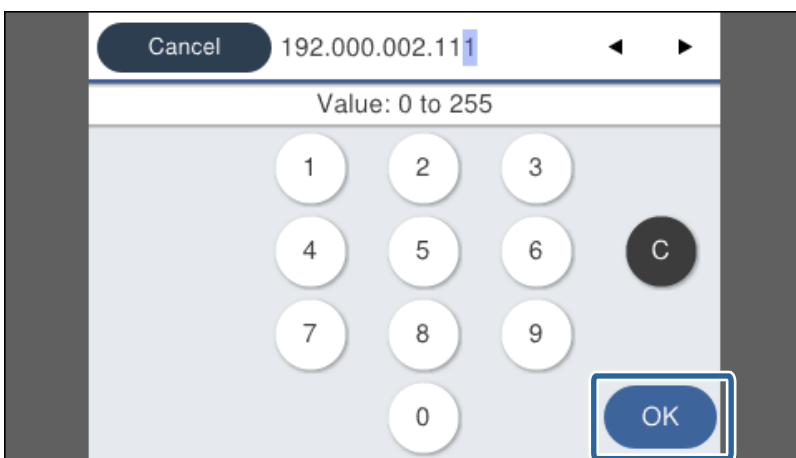 Cancel 192.000.002.111 ◄ ►
Value: 0 to 255
1 2 3
4 5 6 C
7 8 9
0 OK